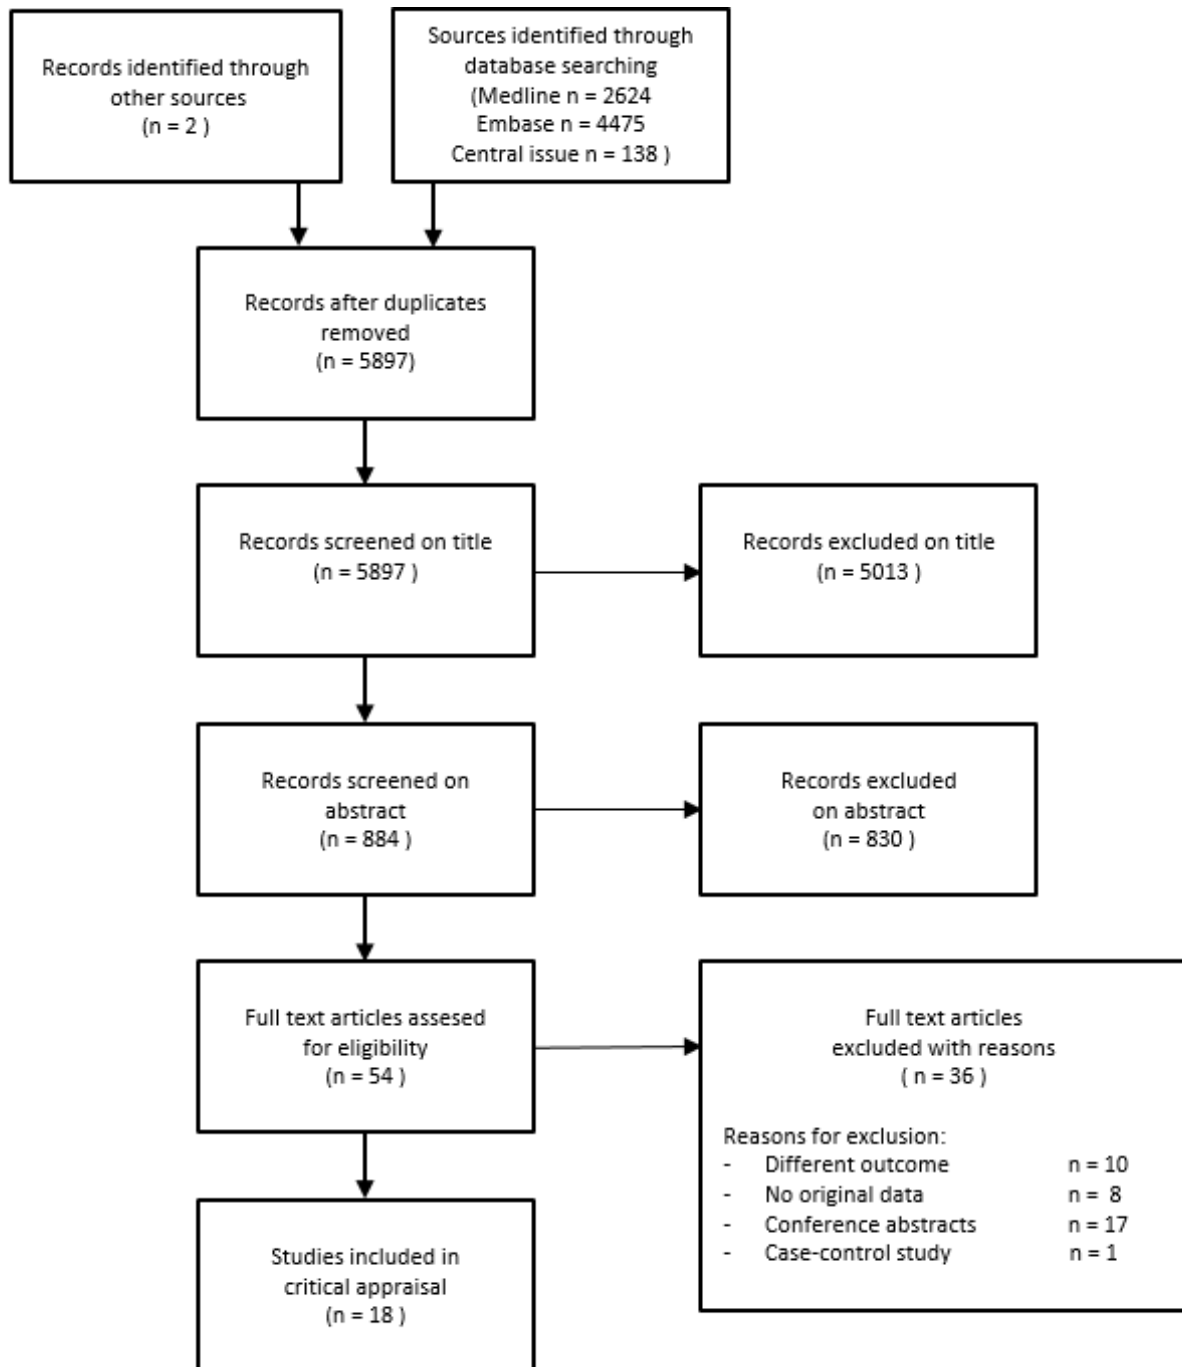 Records identified through
other sources
(n = 2 )
Sources identified through
database searching
(Medline n = 2624
Embase n = 4475
Central issue n = 138 )
Records after duplicates
removed
(n = 5897)
Records screened on title
(n = 5897 )
Records excluded on title
(n = 5013 )
Records screened on
abstract
(n = 884 )
Records excluded
on abstract
(n = 830 )
Full text articles assesed
for eligibility
(n = 54 )
Full text articles
excluded with reasons
( n = 36 )
Reasons for exclusion:
- Different outcome n = 10
- No original data n = 8
- Conference abstracts n = 17
- Case-control study n = 1
Studies included in
critical appraisal
(n = 18 )